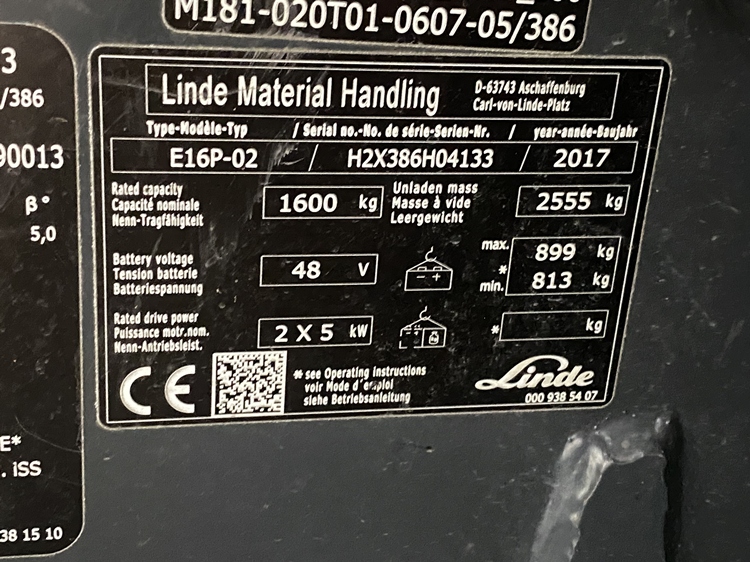 M181-020T01-0607-05/386
3
/386
90013
β°
5,0
E*
. iSS
38 15 10
Linde Material Handling
D-63743 Aschaffenburg
Carl-von-Linde-Platz
Type-Modèle-Typ / Serial no.-No. de série-Serien-Nr. / year-année-Baujahr
E16P-02 / H2X386H04133 / 2017
Rated capacity
Capacité nominale
Nenn-Tragfähigkeit
1600 kg
Unladen mass
Masse à vide
Leergewicht
2555 kg
Battery voltage
Tension batterie
Batteriespannung
48 V
max. 899 kg
*
min. 813 kg
Rated drive power
Puissance motr.nom.
Nenn-Antriebsleist.
2 X 5 kW
* kg
CE
* see Operating instructions
voir Mode d'emploi
siehe Betriebsanleitung
Linde
000 938 54 07